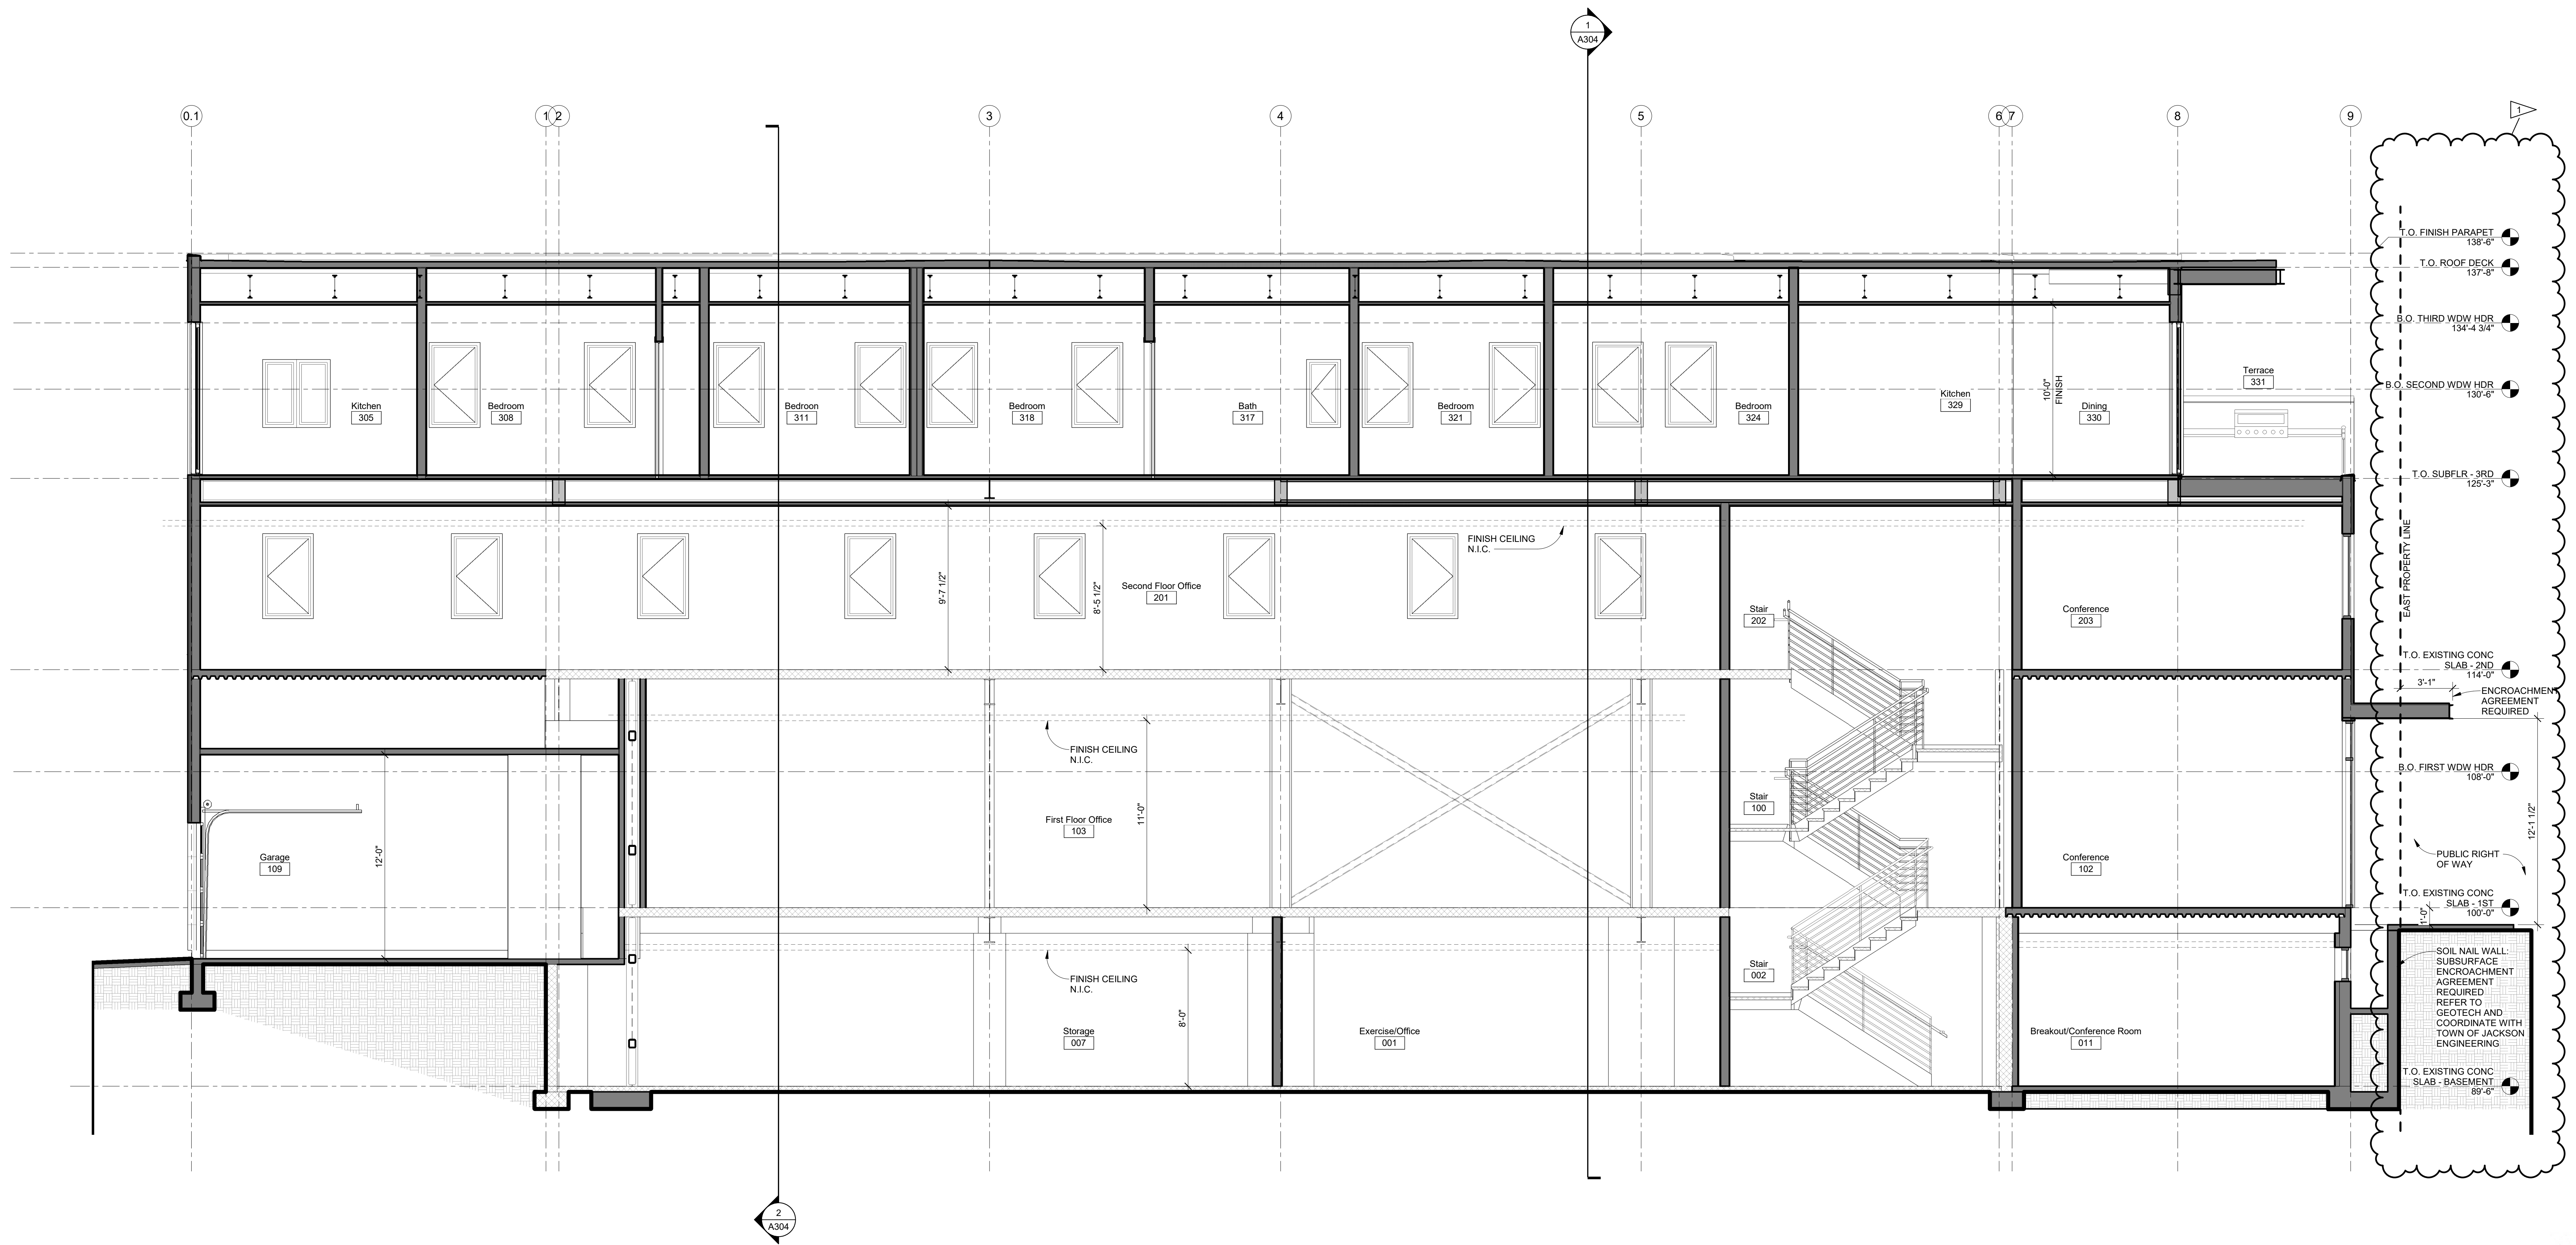 1
A304
0.1
1
2
3
4
5
6
7
8
9
1
T.O. FINISH PARAPET
138'-6"
T.O. ROOF DECK
137'-8"
B.O. THIRD WDW HDR
134'-4 3/4"
B.O. SECOND WDW HDR
130'-6"
Terrace
331
Kitchen
305
Bedroom
308
Bedroon
311
Bedroom
318
Bath
317
Bedroom
321
Bedroom
324
Kitchen
329
10'-0"
FINISH
Dining
330
T.O. SUBFLR - 3RD
125'-3"
FINISH CEILING
N.I.C.
EAST PROPERTY LINE
9'-7 1/2"
8'-5 1/2"
Second Floor Office
201
Stair
202
Conference
203
T.O. EXISTING CONC
SLAB - 2ND
114'-0"
3'-1"
ENCROACHMENT
AGREEMENT
REQUIRED
FINISH CEILING
N.I.C.
B.O. FIRST WDW HDR
108'-0"
11'-0"
12'-1 1/2"
Stair
100
First Floor Office
103
Garage
109
12'-0"
Conference
102
PUBLIC RIGHT
OF WAY
T.O. EXISTING CONC
SLAB - 1ST
100'-0"
1'-0"
FINISH CEILING
N.I.C.
Stair
002
SOIL NAIL WALL:
SUBSURFACE
ENCROACHMENT
AGREEMENT
REQUIRED
REFER TO
GEOTECH AND
COORDINATE WITH
TOWN OF JACKSON
ENGINEERING
8'-0"
Storage
007
Exercise/Office
001
Breakout/Conference Room
011
T.O. EXISTING CONC
SLAB - BASEMENT
89'-6"
2
A304